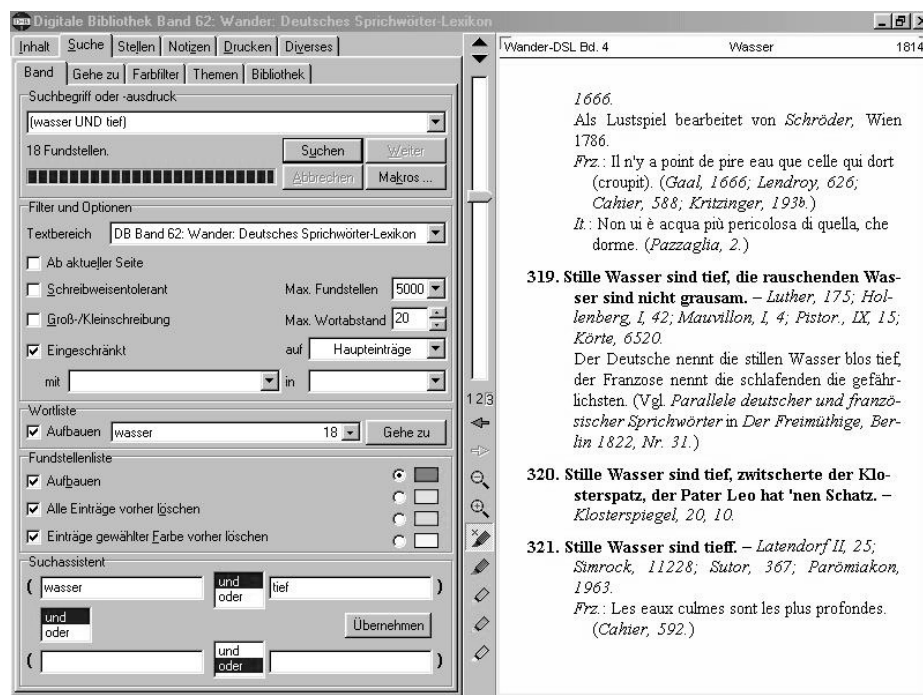 Digitale Bibliothek Band 62: Wander: Deutsches Sprichwörter-Lexikon
Inhalt Suche Stellen Notizen Drucken Diverses
Band Gehe zu Farbfilter Themen Bibliothek
Suchbegriff oder -ausdruck
(wasser UND tief)
18 Fundstellen. Suchen Weiter
Abbrechen Makros ...
Filter und Optionen
Textbereich DB Band 62: Wander: Deutsches Sprichwörter-Lexikon
Ab aktueller Seite
Schreibweisentolerant Max. Fundstellen 5000
Groß-/Kleinschreibung Max. Wortabstand 20
Eingeschränkt auf Haupteinträge
mit in
Wortliste
Aufbauen wasser 18 Gehe zu
Fundstellenliste
Aufbauen
Alle Einträge vorher löschen
Einträge gewählter Farbe vorher löschen
Suchassistent
( wasser und oder tief )
und oder Übernehmen
( und oder )
1 2 3
Wander-DSL Bd. 4 Wasser 1814
1666.
Als Lustspiel bearbeitet von Schröder, Wien
1786.
Frz.: Il n'y a point de pire eau que celle qui dort
(croupit). (Gaal, 1666; Lendroy, 626;
Cahier, 588; Kritzinger, 193b.)
It.: Non ui è acqua più pericolosa di quella, che
dorme. (Pazzaglia, 2.)
319. Stille Wasser sind tief, die rauschenden Was-
ser sind nicht grausam. – Luther, 175; Hol-
lenberg, I, 42; Mauvillon, I, 4; Pistor., IX, 15;
Körte, 6520.
Der Deutsche nennt die stillen Wasser blos tief,
der Franzose nennt die schlafenden die gefähr-
lichsten. (Vgl. Parallele deutscher und franzö-
sischer Sprichwörter in Der Freimüthige, Ber-
lin 1822, Nr. 31.)
320. Stille Wasser sind tief, zwitscherte der Klo-
sterspatz, der Pater Leo hat 'nen Schatz. –
Klosterspiegel, 20, 10.
321. Stille Wasser sind tieff. – Latendorf II, 25;
Simrock, 11228; Sutor, 367; Parömiakon,
1963.
Frz.: Les eaux culmes sont les plus profondes.
(Cahier, 592.)